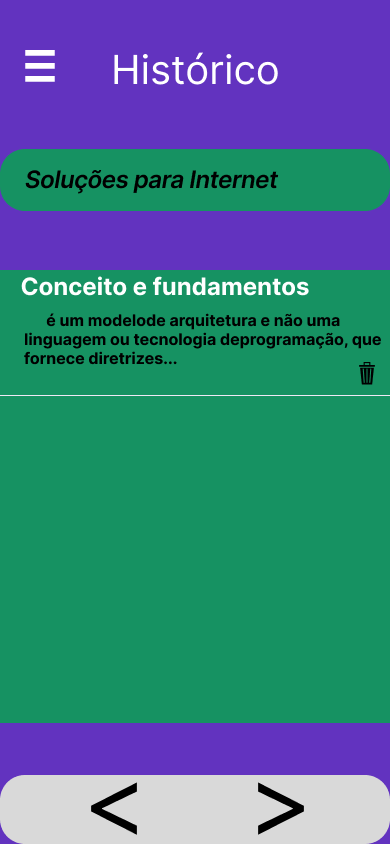 Histórico
Soluções para Internet
Conceito e fundamentos
é um modelode arquitetura e não uma
linguagem ou tecnologia deprogramação, que
fornece diretrizes...
< >